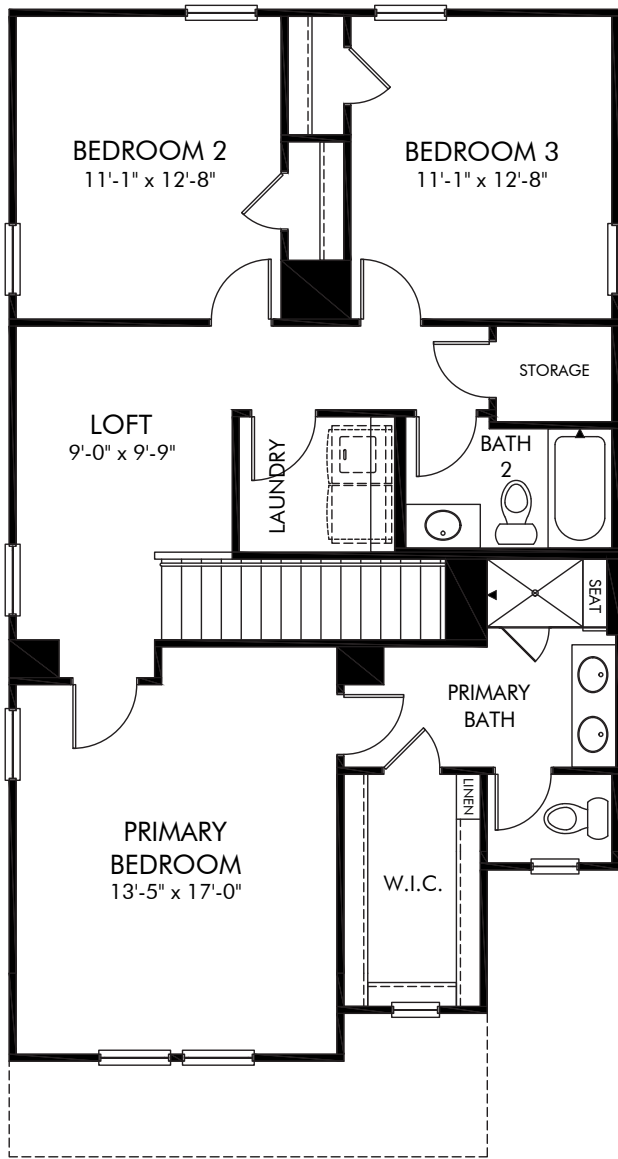 BEDROOM 2
11'-1" x 12'-8"
BEDROOM 3
11'-1" x 12'-8"
STORAGE
LOFT
9'-0" x 9'-9"
LAUNDRY
BATH
2
SEAT
PRIMARY
BATH
LINEN
PRIMARY
BEDROOM
13'-5" x 17'-0"
W.I.C.